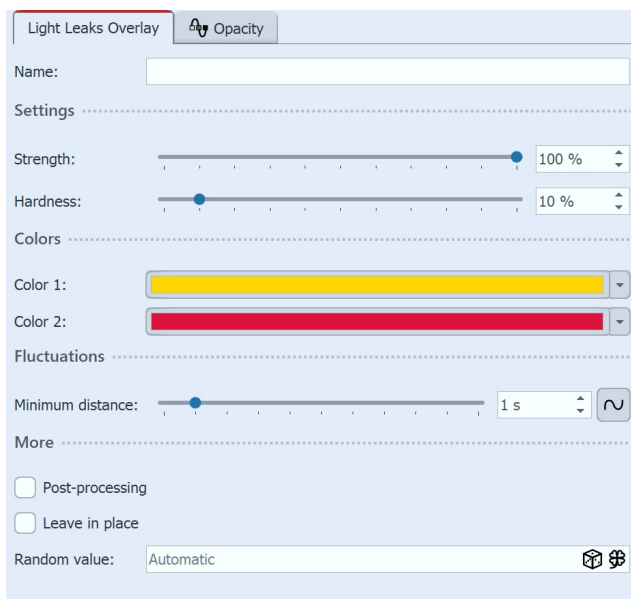 Light Leaks Overlay Opacity
Name:
Settings
Strength: 100 %
Hardness: 10 %
Colors
Color 1:
Color 2:
Fluctuations
Minimum distance: 1 s
More
Post-processing
Leave in place
Random value: Automatic